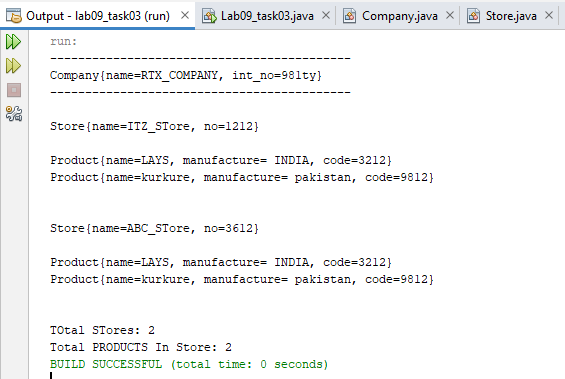 Output - lab09_task03 (run) Lab09_task03.java Company.java Store.java
run:
-------------------------------------------
Company{name=RTX_COMPANY, int_no=981ty}
-------------------------------------------
Store{name=ITZ_STore, no=1212}
Product{name=LAYS, manufacture= INDIA, code=3212}
Product{name=kurkure, manufacture= pakistan, code=9812}
Store{name=ABC_STore, no=3612}
Product{name=LAYS, manufacture= INDIA, code=3212}
Product{name=kurkure, manufacture= pakistan, code=9812}
TOtal STores: 2
Total PRODUCTS In Store: 2
BUILD SUCCESSFUL (total time: 0 seconds)